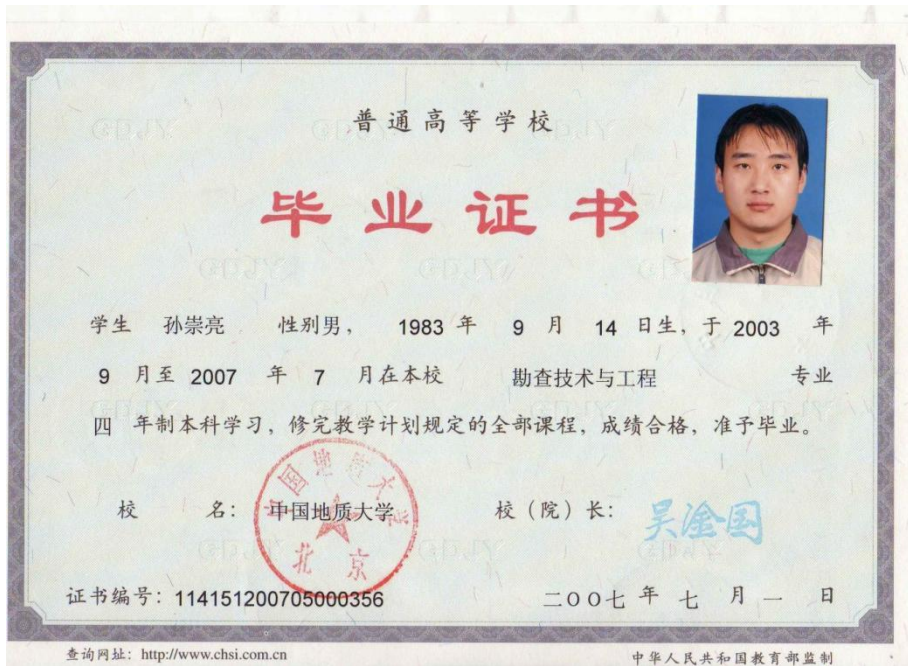 普通高等学校
毕业证书
学生 孙崇亮 性别男， 1983 年 9 月 14 日生，于 2003 年
9 月至 2007 年 7 月在本校 勘查技术与工程 专业
四 年制本科学习，修完教学计划规定的全部课程，成绩合格，准予毕业。
校 名： 中国地质大学 校（院）长： 吴淦国
中国地质大学
北京
证书编号：114151200705000356 二〇〇七 年 七 月 一 日
查询网址：http://www.chsi.com.cn 中华人民共和国教育部监制